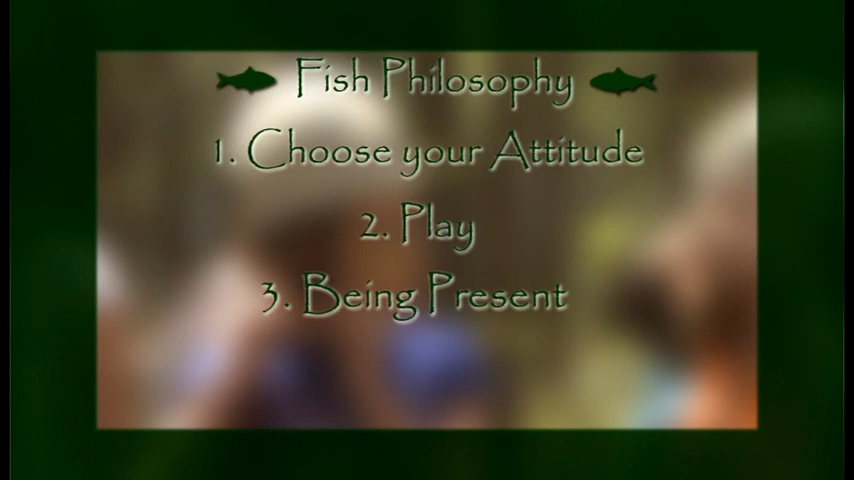 Fish Philosophy
1. Choose your Attitude
2. Play
3. Being Present